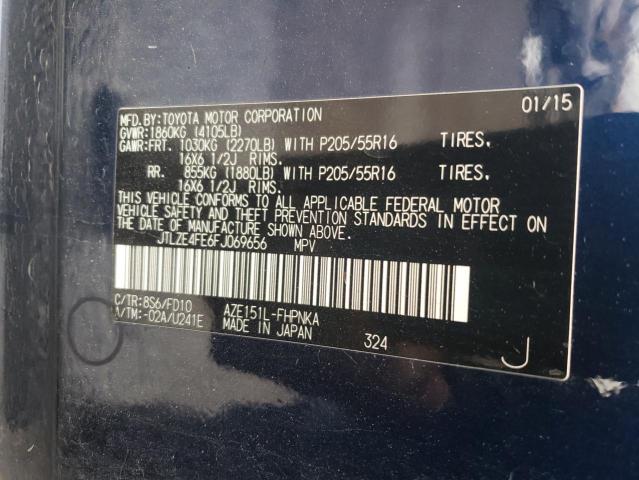 MFD.BY:TOYOTA MOTOR CORPORATION 01/15
GVWR:1860KG (4105LB)
GAWR:FRT. 1030KG (2270LB) WITH P205/55R16 TIRES.
16X6 1/2J RIMS.
RR. 855KG (1880LB) WITH P205/55R16 TIRES.
16X6 1/2J RIMS.
THIS VEHICLE CONFORMS TO ALL APPLICABLE FEDERAL MOTOR
VEHICLE SAFETY AND THEFT PREVENTION STANDARDS IN EFFECT ON
THE DATE OF MANUFACTURE SHOWN ABOVE.
JTLZE4FE6FJ069656 MPV
C/TR:8S6/FD10 AZE151L-FHPNKA
A/TM:-02A/U241E MADE IN JAPAN 324 J